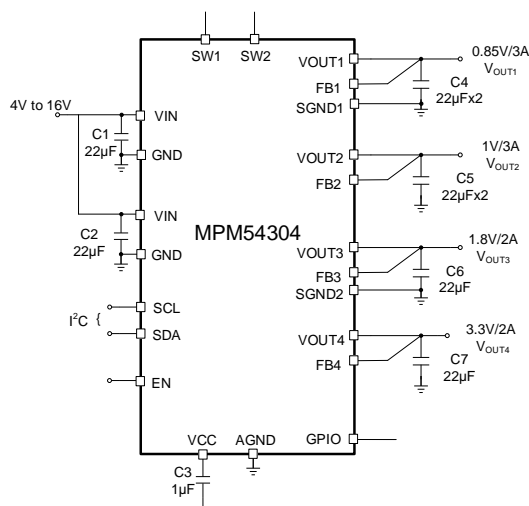 SW1 SW2
4V to 16V
C1
22µF
VIN
GND
C2
22µF
VIN
GND
I²C {
SCL
SDA
EN
MPM54304
VCC
AGND
GPIO
C3
1µF
VOUT1
FB1
SGND1
0.85V/3A
VOUT1
C4
22µFx2
VOUT2
FB2
1V/3A
VOUT2
C5
22µFx2
VOUT3
FB3
SGND2
1.8V/2A
VOUT3
C6
22µF
VOUT4
FB4
3.3V/2A
VOUT4
C7
22µF